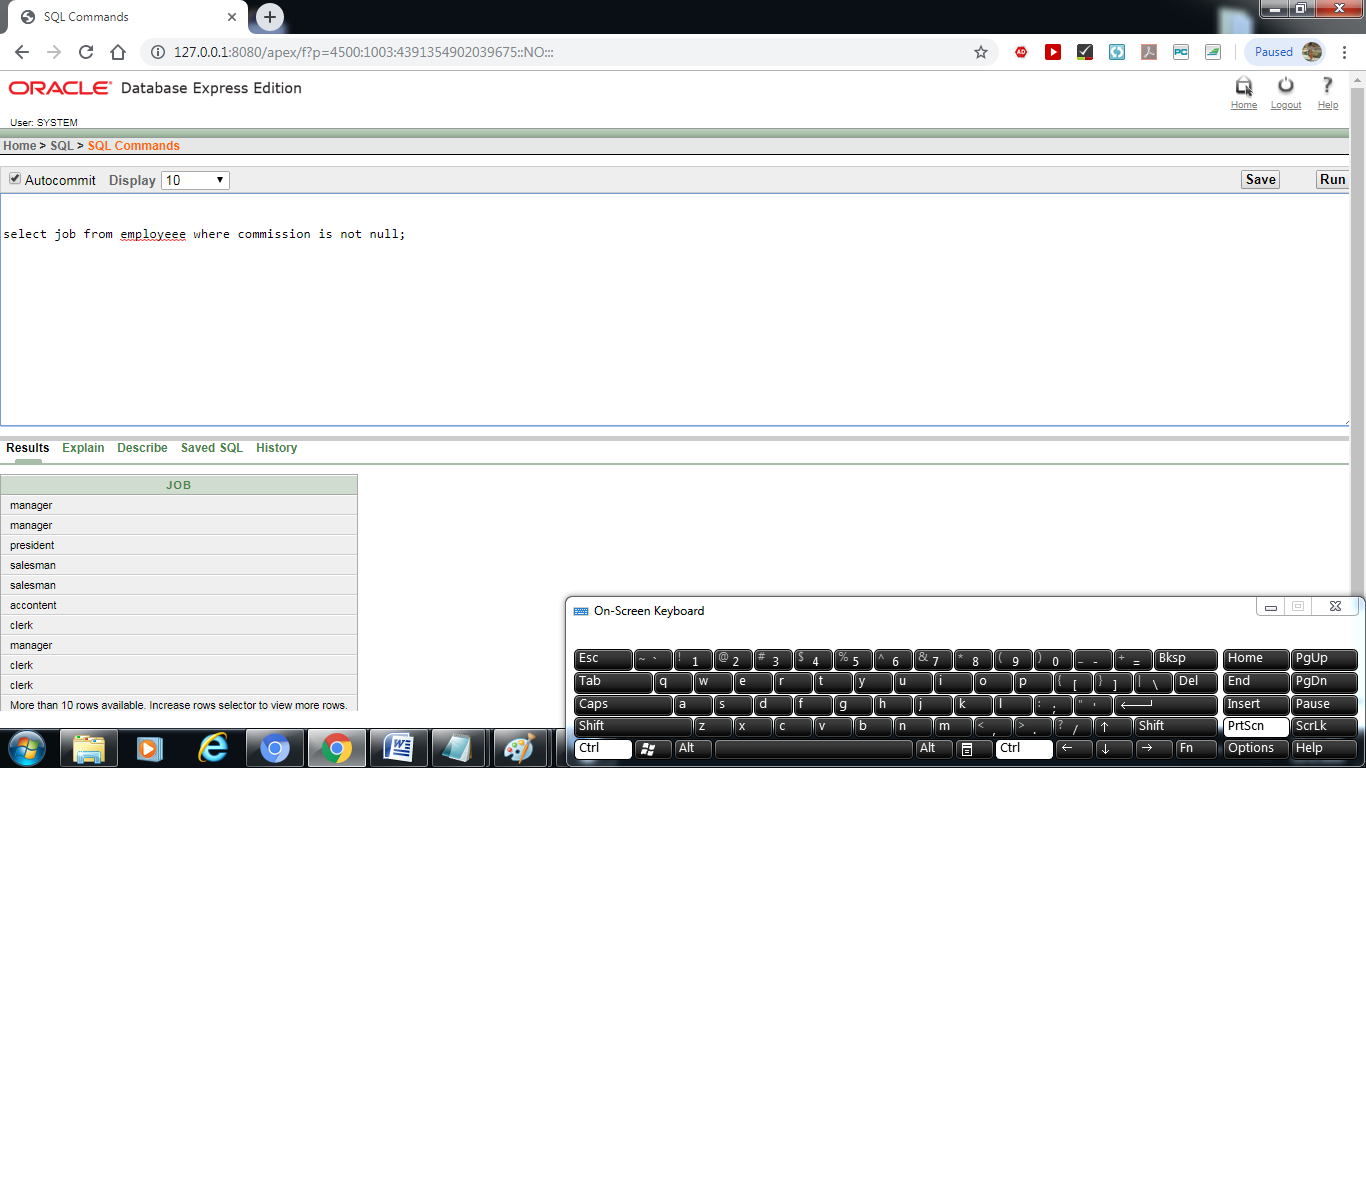 SQL Commands
127.0.0.1:8080/apex/f?p=4500:1003:4391354902039675::NO:::
Paused
ORACLE Database Express Edition
Home Logout Help
User: SYSTEM
Home > SQL > SQL Commands
Autocommit Display 10 Save Run
select job from employeee where commission is not null;
Results Explain Describe Saved SQL History
JOB
manager
manager
president
salesman
salesman
accontent
clerk
manager
clerk
clerk
More than 10 rows available. Increase rows selector to view more rows.
On-Screen Keyboard
Esc ~ ` ! 1 @ 2 # 3 $ 4 % 5 ^ 6 & 7 * 8 ( 9 ) 0 _ - + = Bksp Home PgUp
Tab q w e r t y u i o p { [ } ] | \ Del End PgDn
Caps a s d f g h j k l : ; " ' Insert Pause
Shift z x c v b n m < , > . ? / ↑ Shift PrtScn ScrLk
Ctrl Alt Alt Ctrl ← ↓ → Fn Options Help